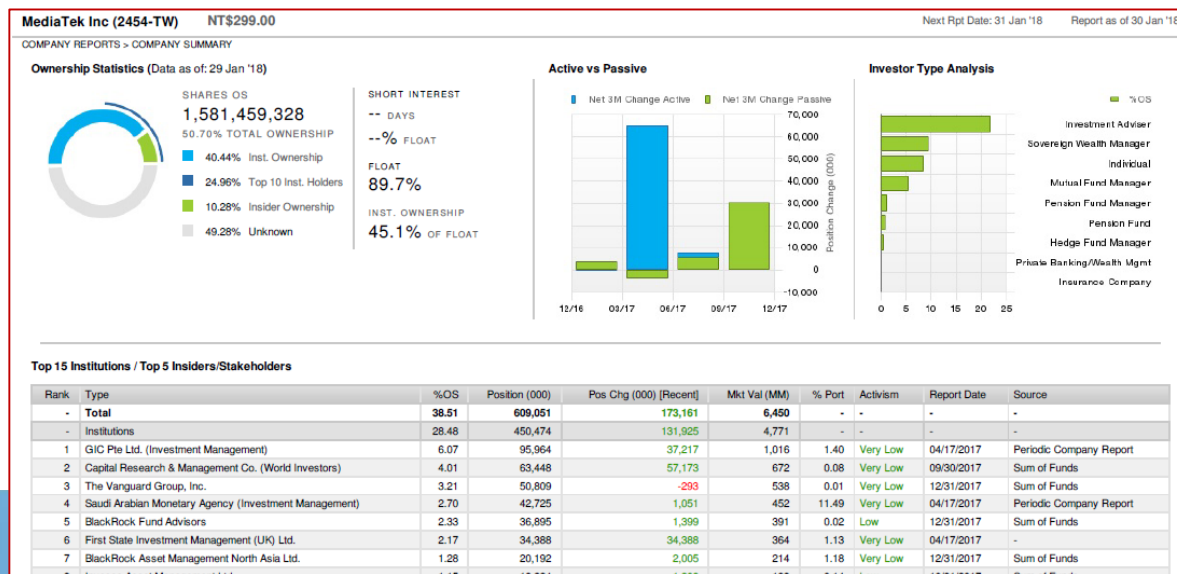 MediaTek Inc (2454-TW) NT$299.00 Next Rpt Date: 31 Jan '18 Report as of 30 Jan '18
COMPANY REPORTS > COMPANY SUMMARY
Ownership Statistics (Data as of: 29 Jan '18)
SHARES OS
1,581,459,328
50.70% TOTAL OWNERSHIP
40.44% Inst. Ownership
24.96% Top 10 Inst. Holders
10.28% Insider Ownership
49.28% Unknown
SHORT INTEREST
-- DAYS
--% FLOAT
FLOAT
89.7%
INST. OWNERSHIP
45.1% OF FLOAT
Active vs Passive
Net 3M Change Active Net 3M Change Passive
70,000
60,000
50,000
40,000
30,000
20,000
10,000
0
-10,000
Position Change (000)
12/16 03/17 06/17 09/17 12/17
Investor Type Analysis
%OS
Investment Adviser
Sovereign Wealth Manager
Individual
Mutual Fund Manager
Pension Fund Manager
Pension Fund
Hedge Fund Manager
Private Banking/Wealth Mgmt
Insurance Company
0 5 10 15 20 25
Top 15 Institutions / Top 5 Insiders/Stakeholders
Rank Type %OS Position (000) Pos Chg (000) [Recent] Mkt Val (MM) % Port Activism Report Date Source
- Total 38.51 609,051 173,161 6,450 - - - -
- Institutions 28.48 450,474 131,925 4,771 - - - -
1 GIC Pte Ltd. (Investment Management) 6.07 95,964 37,217 1,016 1.40 Very Low 04/17/2017 Periodic Company Report
2 Capital Research & Management Co. (World Investors) 4.01 63,448 57,173 672 0.08 Very Low 09/30/2017 Sum of Funds
3 The Vanguard Group, Inc. 3.21 50,809 -293 538 0.01 Very Low 12/31/2017 Sum of Funds
4 Saudi Arabian Monetary Agency (Investment Management) 2.70 42,725 1,051 452 11.49 Very Low 04/17/2017 Periodic Company Report
5 BlackRock Fund Advisors 2.33 36,895 1,399 391 0.02 Low 12/31/2017 Sum of Funds
6 First State Investment Management (UK) Ltd. 2.17 34,388 34,388 364 1.13 Very Low 04/17/2017 -
7 BlackRock Asset Management North Asia Ltd. 1.28 20,192 2,005 214 1.18 Very Low 12/31/2017 Sum of Funds